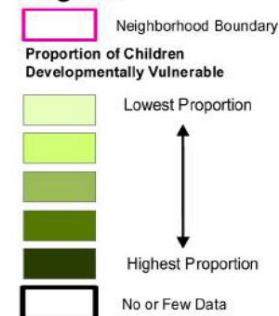 Neighborhood Boundary
Proportion of Children
Developmentally Vulnerable
Lowest Proportion
Highest Proportion
No or Few Data